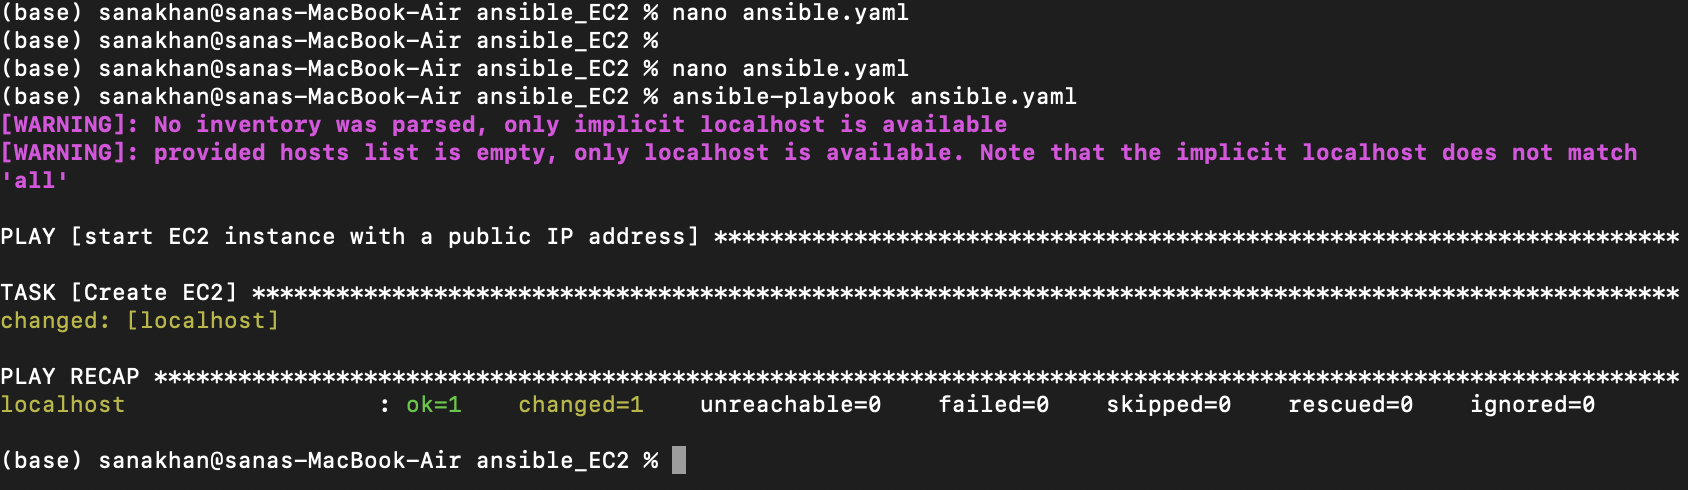 (base) sanakhan@sanas-MacBook-Air ansible_EC2 % nano ansible.yaml
(base) sanakhan@sanas-MacBook-Air ansible_EC2 %
(base) sanakhan@sanas-MacBook-Air ansible_EC2 % nano ansible.yaml
(base) sanakhan@sanas-MacBook-Air ansible_EC2 % ansible-playbook ansible.yaml
[WARNING]: No inventory was parsed, only implicit localhost is available
[WARNING]: provided hosts list is empty, only localhost is available. Note that the implicit localhost does not match
'all'
PLAY [start EC2 instance with a public IP address] *********************************************************************
TASK [Create EC2] ******************************************************************************************************
changed: [localhost]
PLAY RECAP *************************************************************************************************************
localhost                  : ok=1    changed=1    unreachable=0    failed=0    skipped=0    rescued=0    ignored=0
(base) sanakhan@sanas-MacBook-Air ansible_EC2 %